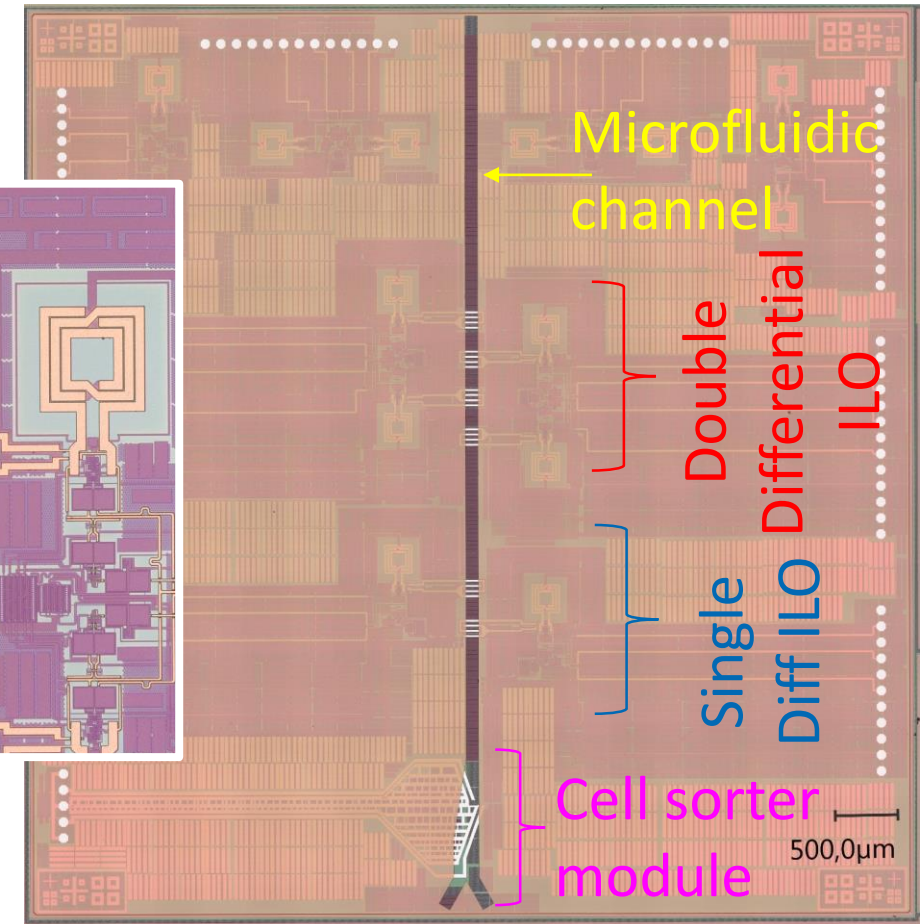 Microfluidic
channel
Double
Differential
ILO
Single
Diff ILO
Cell sorter
module
500,0µm